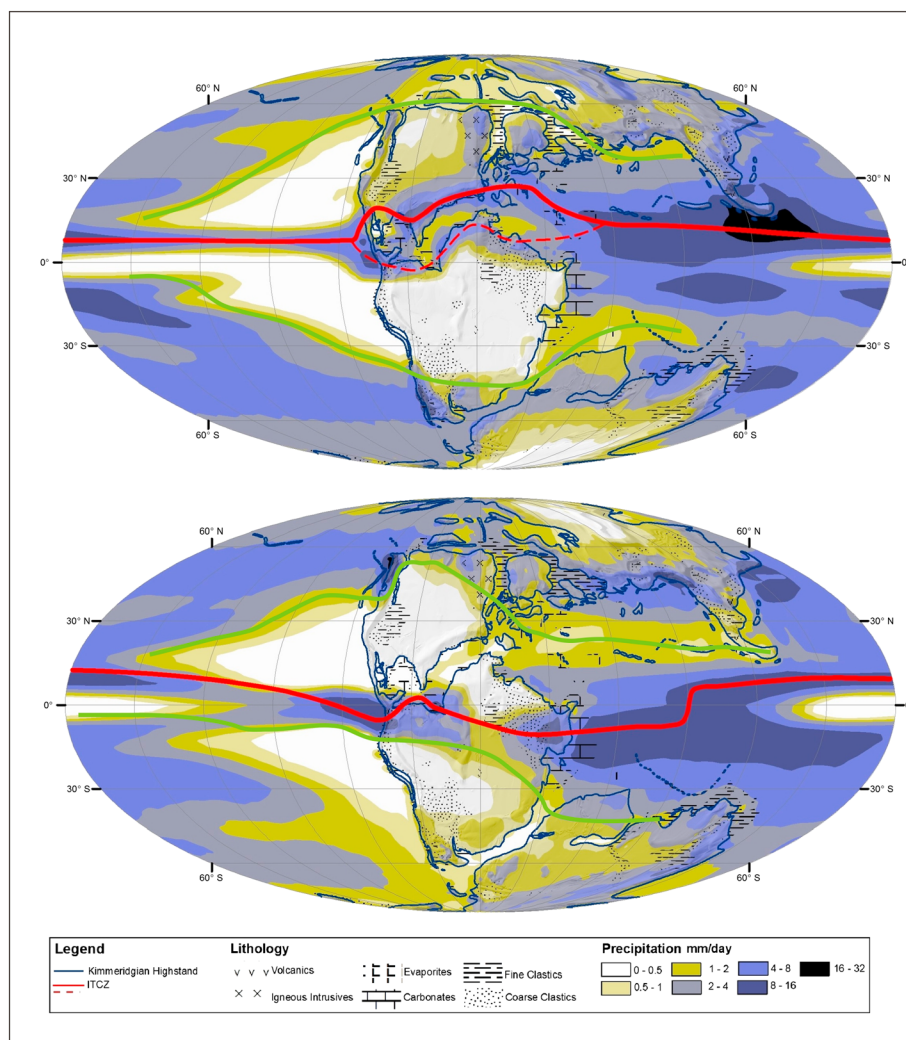 60° N
60° N
30° N
30° N
0°
0°
30° S
30° S
60° S
60° S
60° N
60° N
30° N
30° N
0°
0°
30° S
30° S
60° S
60° S
Legend
Lithology
Precipitation mm/day
Kimmeridgian Highstand
Volcanics
Evaporites
Fine Clastics
0 - 0.5
1 - 2
4 - 8
16 - 32
ITCZ
Igneous Intrusives
Carbonates
Coarse Clastics
0.5 - 1
2 - 4
8 - 16